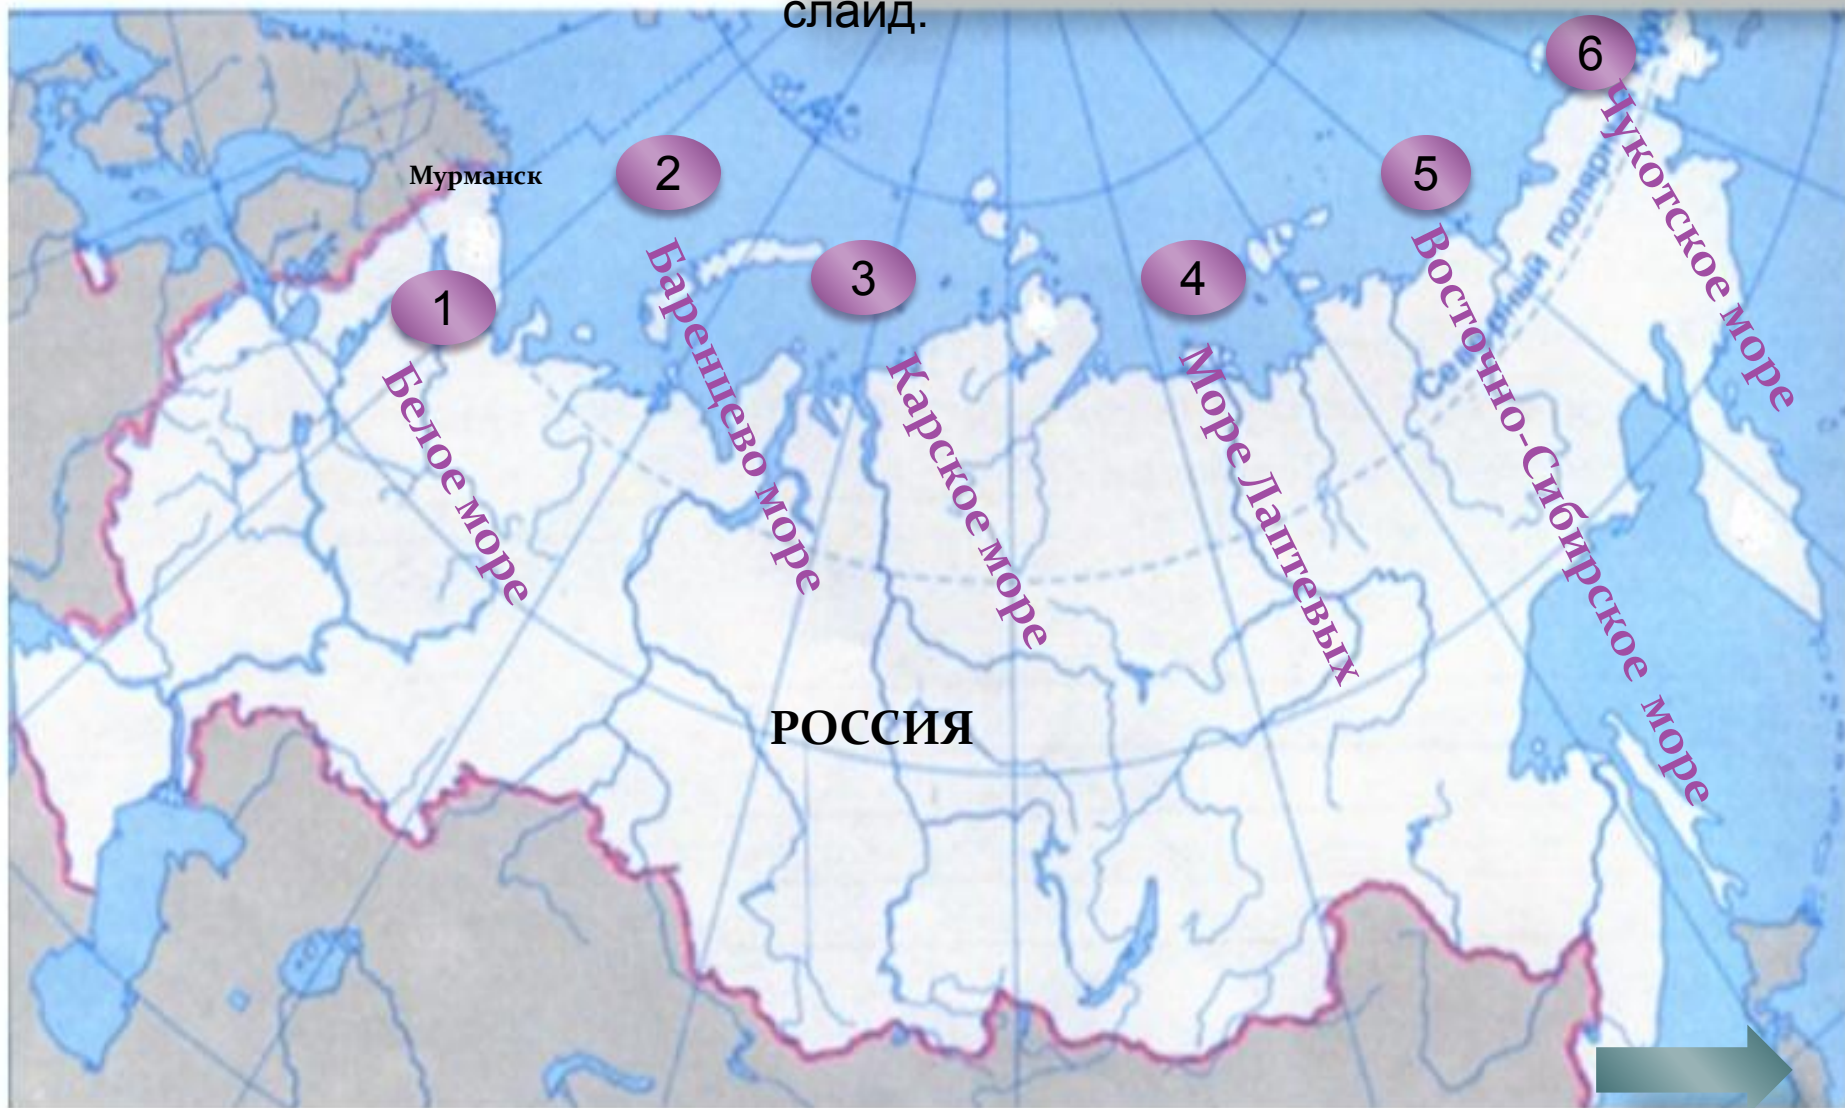 слайд.
6
Чукотское море
2
5
Мурманск
Баренцево море
3
4
Восточно-Сибирское море
1
Карское море
Море Лаптевых
Белое море
РОССИЯ